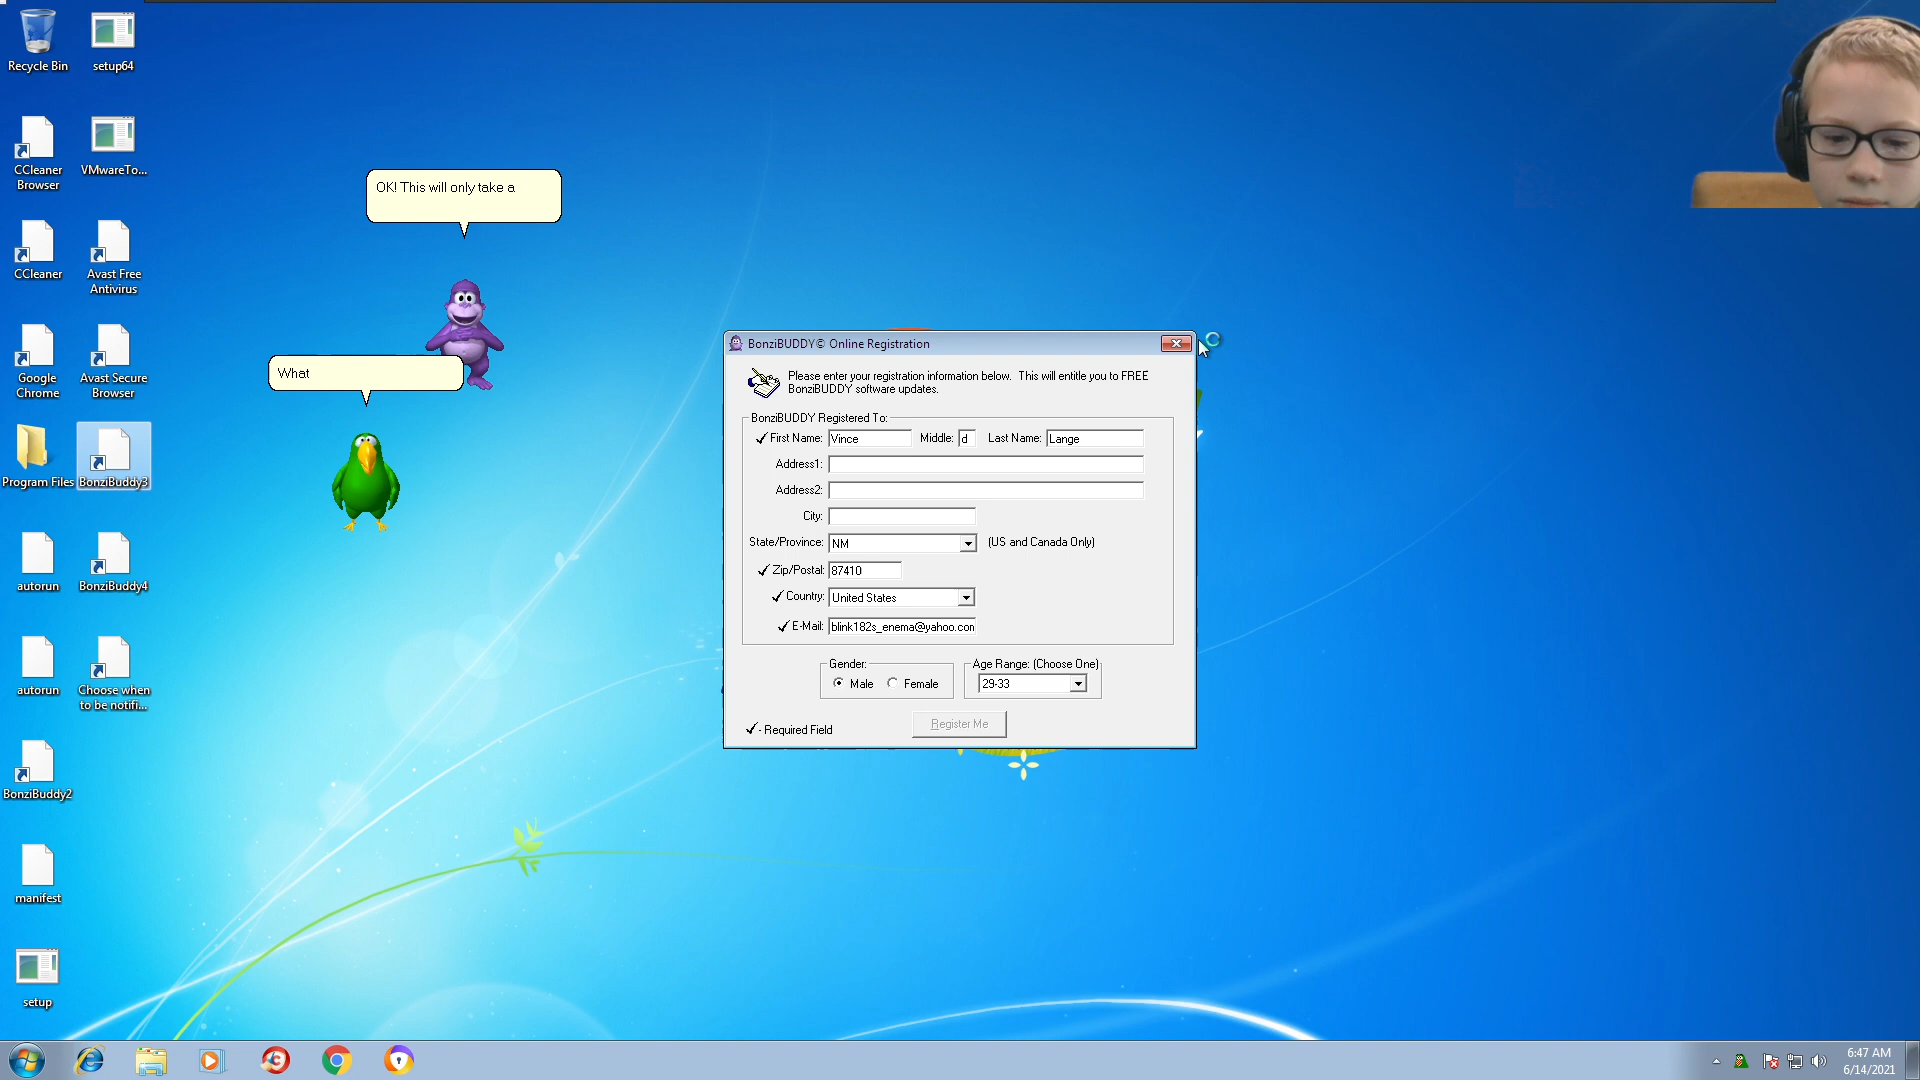 Recycle Bin
setup64
CCleaner
Browser
VMwareTo...
CCleaner
Avast Free
Antivirus
Google
Chrome
Avast Secure
Browser
Program Files
BonziBuddy3
autorun
BonziBuddy4
autorun
Choose when
to be notifi...
BonziBuddy2
manifest
setup
OK! This will only take a
What
BonziBUDDY© Online Registration
Please enter your registration information below. This will entitle you to FREE
BonziBUDDY software updates.
BonziBUDDY Registered To:
First Name: Vince Middle: d Last Name: Lange
Address1:
Address2:
City:
State/Province: NM (US and Canada Only)
Zip/Postal: 87410
Country: United States
E-Mail: blink182s_enema@yahoo.com
Gender: Age Range: (Choose One)
Male Female 29-33
- Required Field Register Me
6:47 AM
6/14/2021